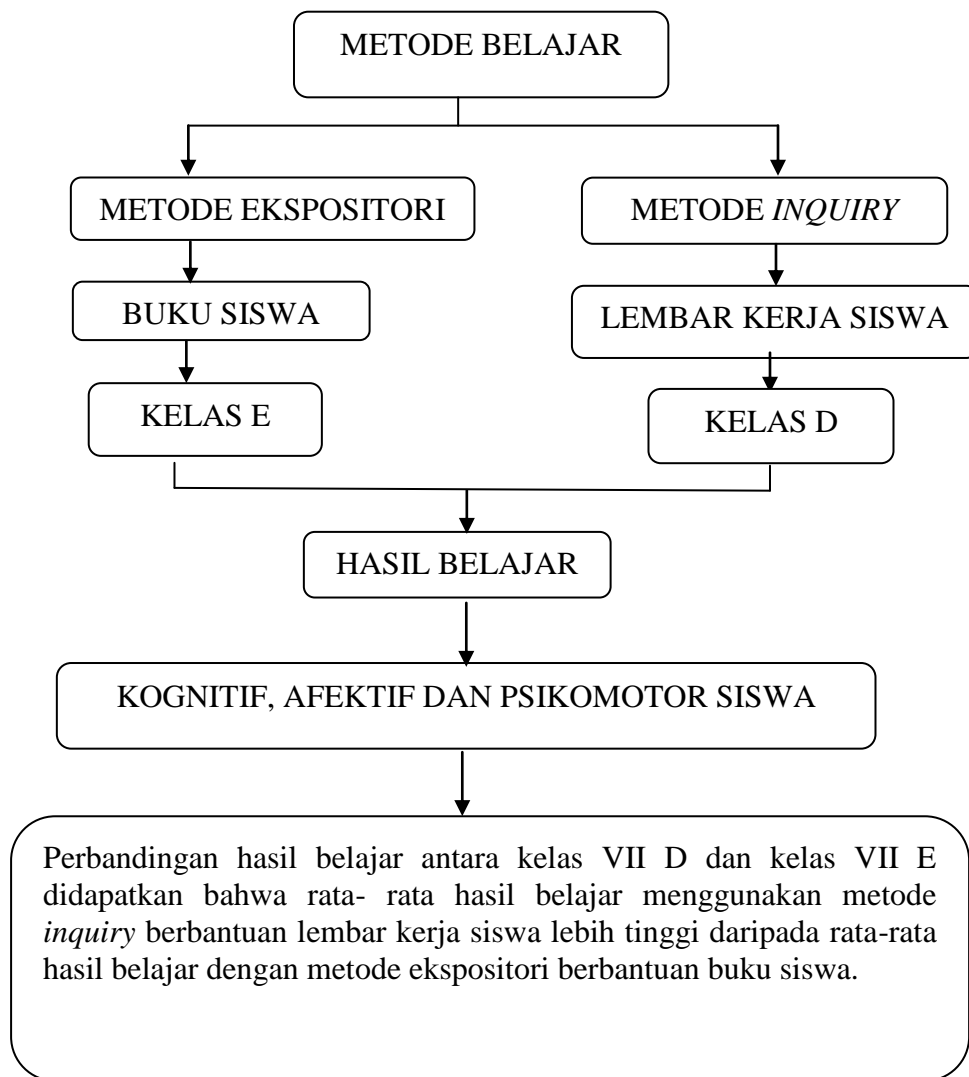 METODE BELAJAR
METODE EKSPOSITORI
METODE INQUIRY
BUKU SISWA
LEMBAR KERJA SISWA
KELAS E
KELAS D
HASIL BELAJAR
KOGNITIF, AFEKTIF DAN PSIKOMOTOR SISWA
Perbandingan hasil belajar antara kelas VII D dan kelas VII E
didapatkan bahwa rata- rata hasil belajar menggunakan metode
inquiry berbantuan lembar kerja siswa lebih tinggi daripada rata-rata
hasil belajar dengan metode ekspositori berbantuan buku siswa.